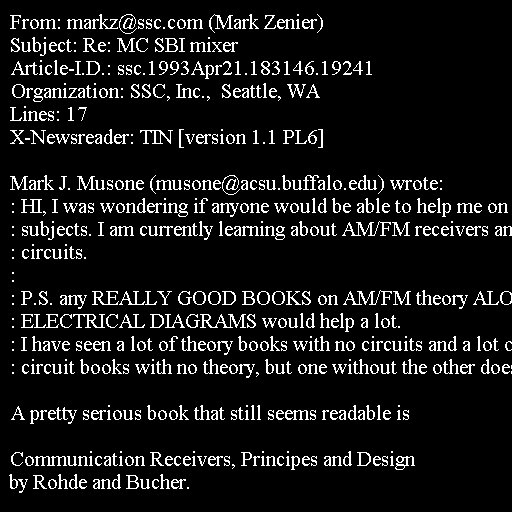 From: markz@ssc.com (Mark Zenier)
Subject: Re: MC SBI mixer
Article-I.D.: ssc.1993Apr21.183146.19241
Organization: SSC, Inc., Seattle, WA
Lines: 17
X-Newsreader: TIN [version 1.1 PL6]

Mark J. Musone (musone@acsu.buffalo.edu) wrote:
: HI, I was wondering if anyone would be able to help me on
: subjects. I am currently learning about AM/FM receivers an
: circuits.
:
: P.S. any REALLY GOOD BOOKS on AM/FM theory ALO
: ELECTRICAL DIAGRAMS would help a lot.
: I have seen a lot of theory books with no circuits and a lot o
: circuit books with no theory, but one without the other does

A pretty serious book that still seems readable is

Communication Receivers, Principes and Design
by Rohde and Bucher.